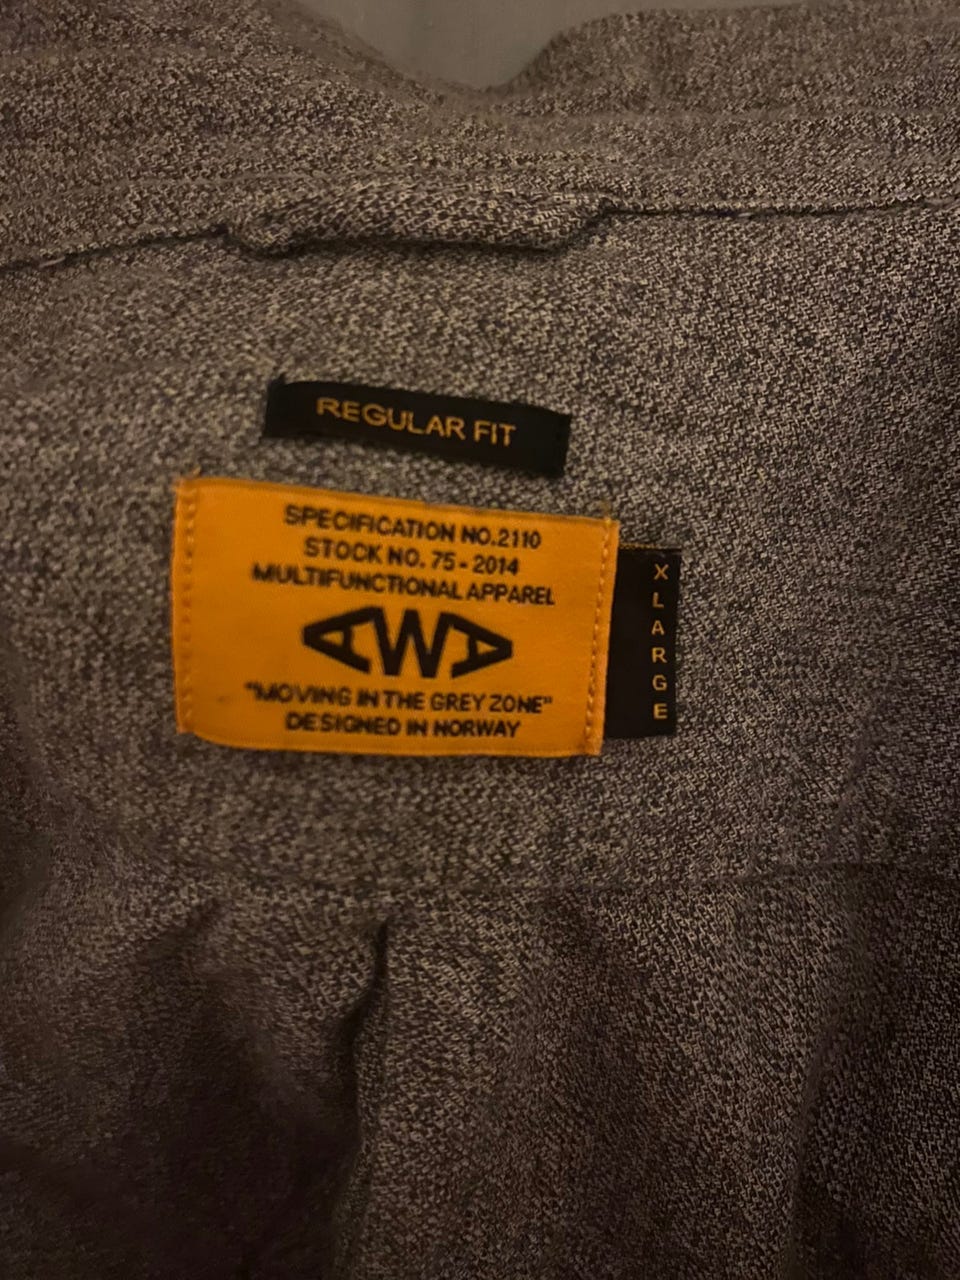 REGULAR FIT
SPECIFICATION NO.2110
STOCK NO. 75 - 2014
MULTIFUNCTIONAL APPAREL
AWA
"MOVING IN THE GREY ZONE"
DESIGNED IN NORWAY
XLARGE